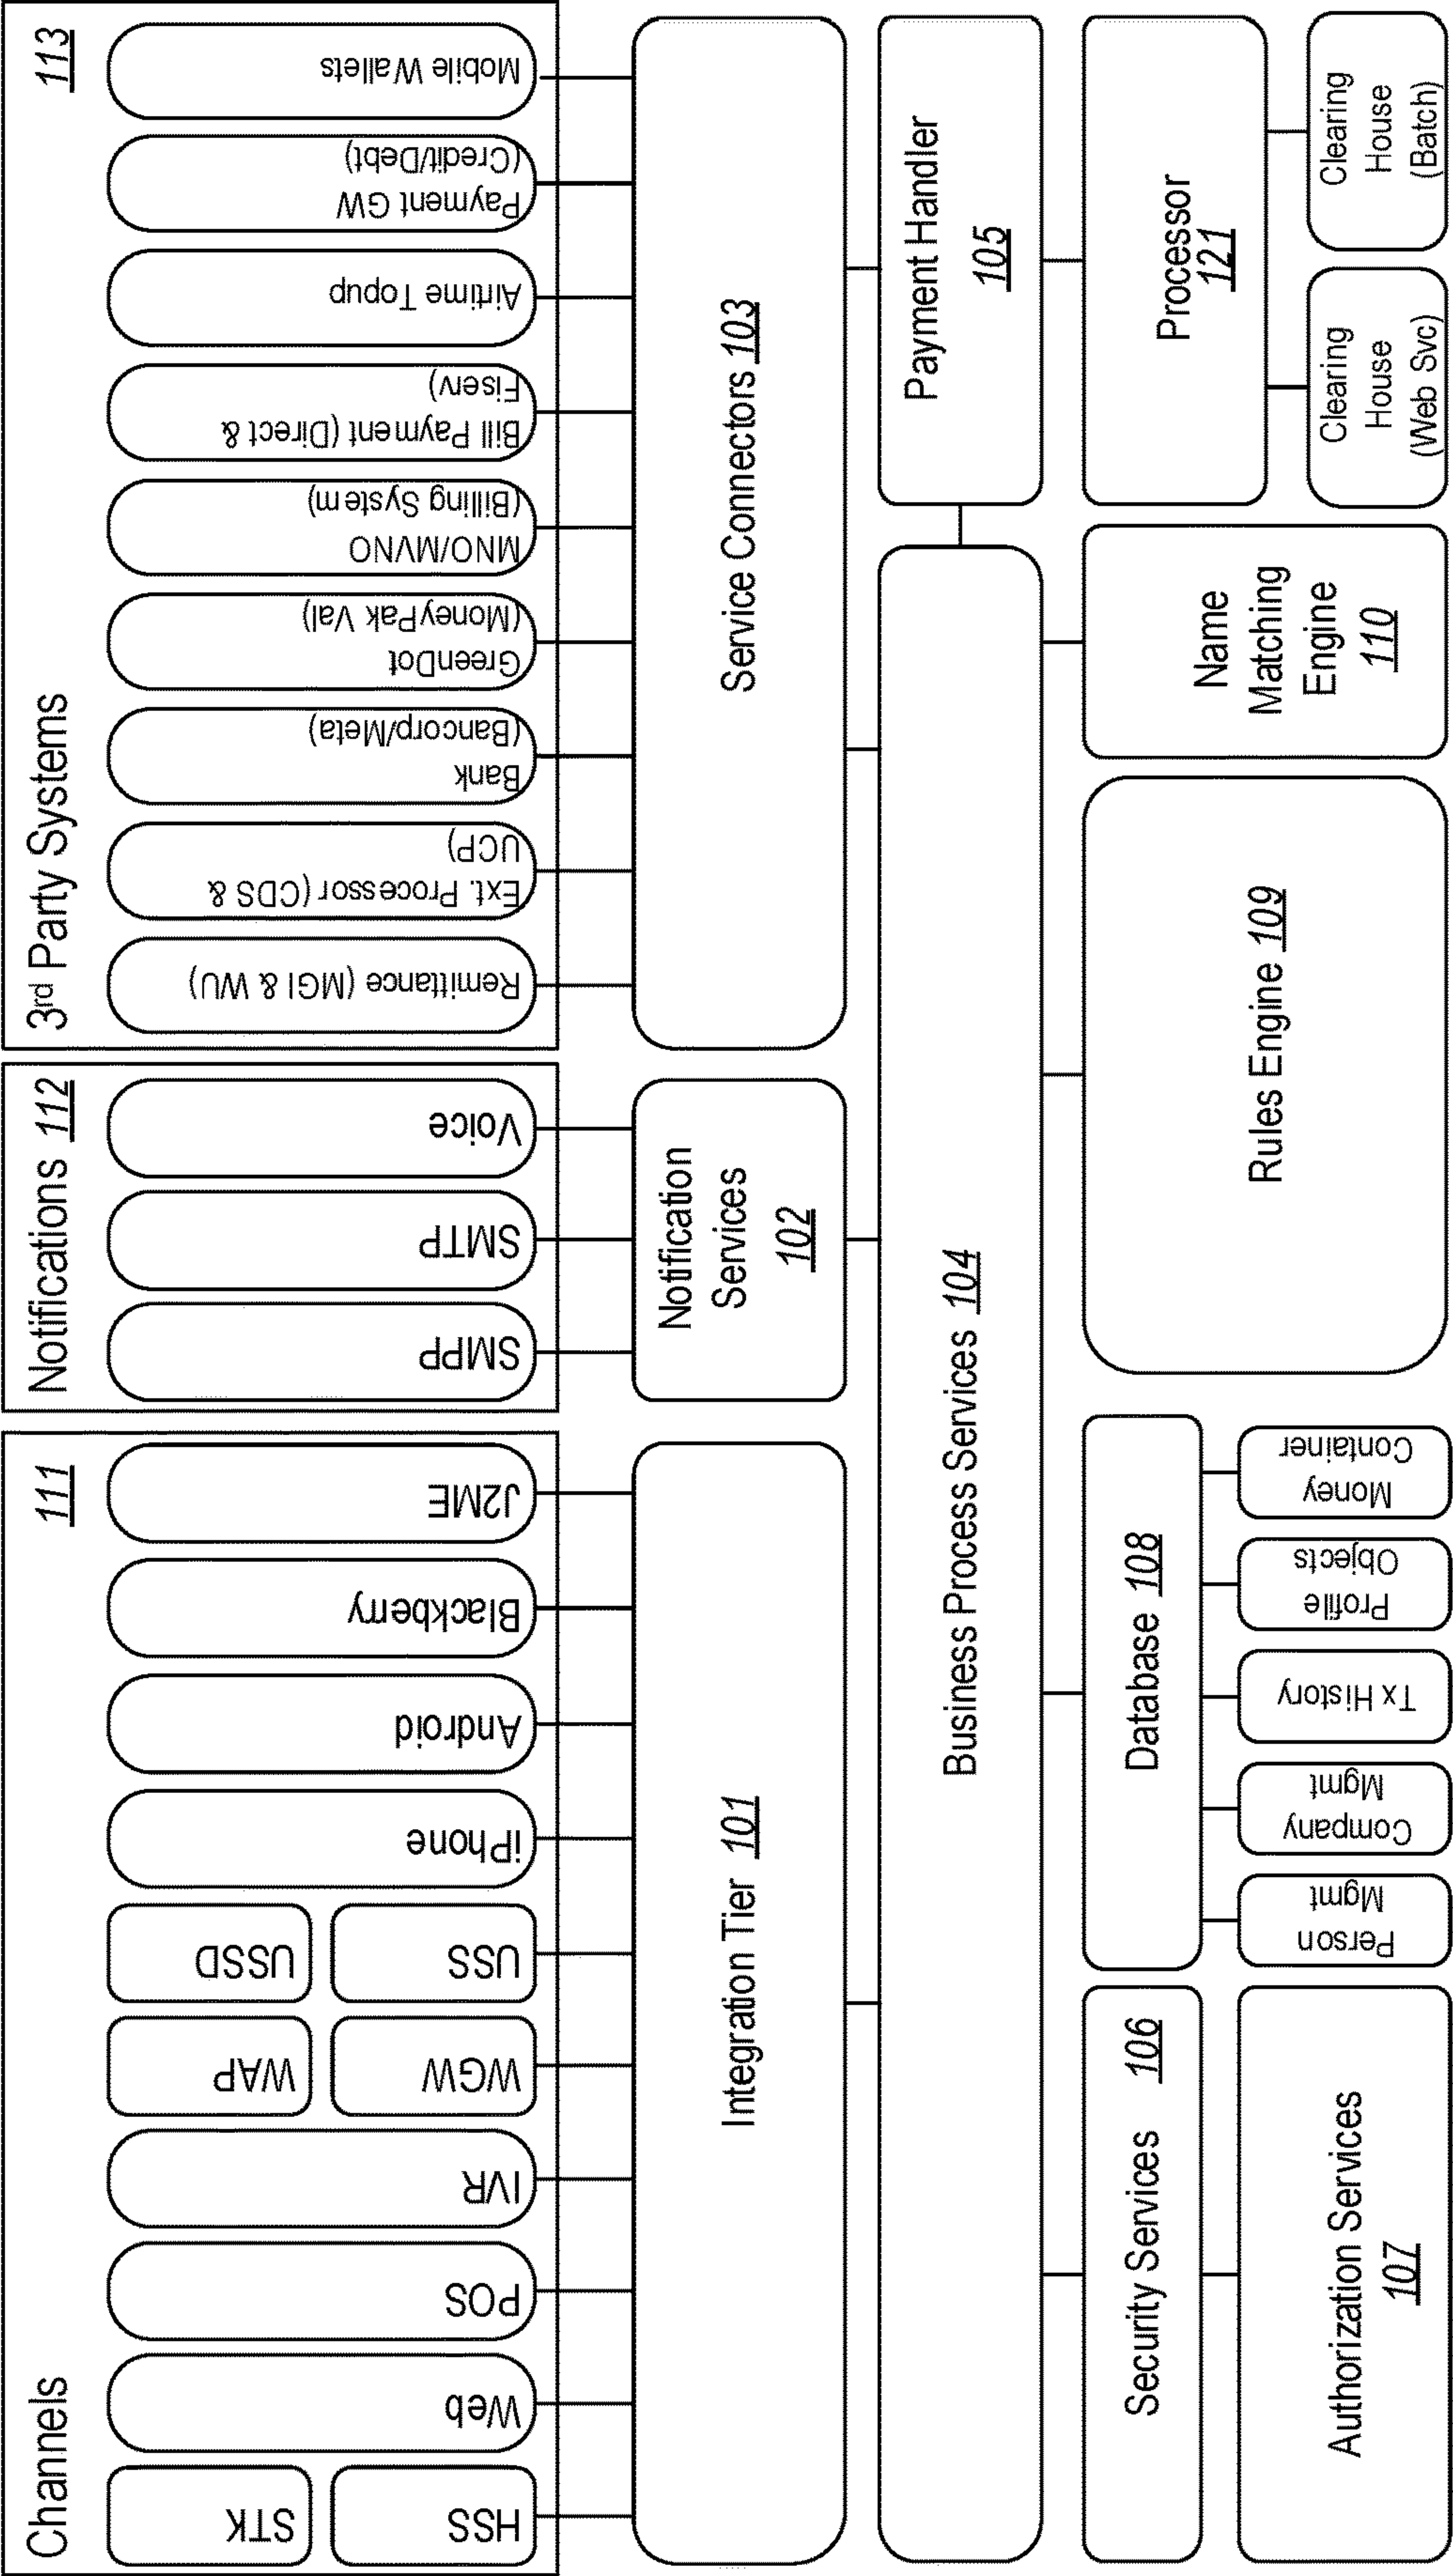 Channels 111
STK
HSS
Web
POS
IVR
WAP
WGW
USSD
USS
iPhone
Android
Blackberry
J2ME
Notifications 112
SMPP
SMTP
Voice
3rd Party Systems 113
Remittance (MGI & WU)
Ext. Processor (CDS &
UCP)
Bank
(Bancorp/Meta)
GreenDot
(MoneyPak Val)
MNO/MVNO
(Billing System)
Bill Payment (Direct &
Fiserv)
Airtime Topup
Payment GW
(Credit/Debt)
Mobile Wallets
Integration Tier 101
Notification
Services
102
Service Connectors 103
Business Process Services 104
Payment Handler
105
Security Services 106
Authorization Services
107
Database 108
Person
Mgmt
Company
Mgmt
Tx History
Profile
Objects
Money
Container
Rules Engine 109
Name
Matching
Engine
110
Processor
121
Clearing
House
(Web Svc)
Clearing
House
(Batch)